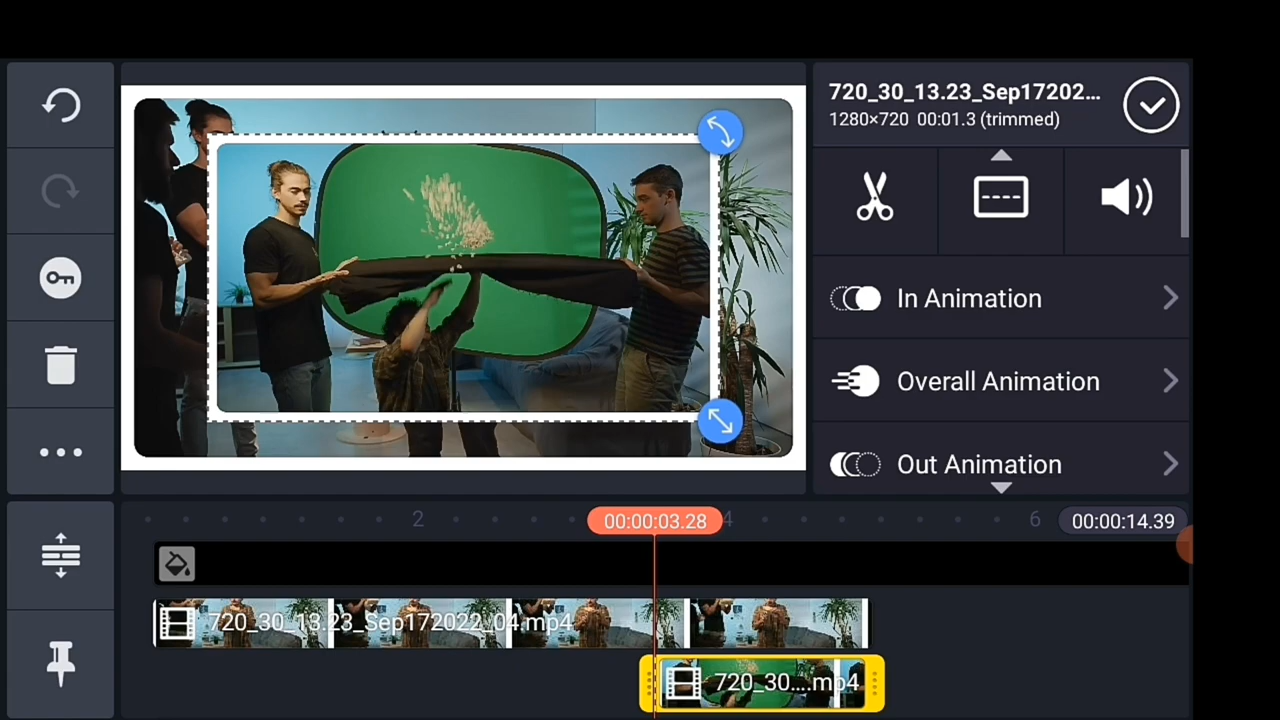 720_30_13.23_Sep17202...
1280×720 00:01.3 (trimmed)
In Animation
Overall Animation
Out Animation
2
00:00:03.28
4
6
00:00:14.39
720_30_13.23_Sep172022_04.mp4
720_30....mp4